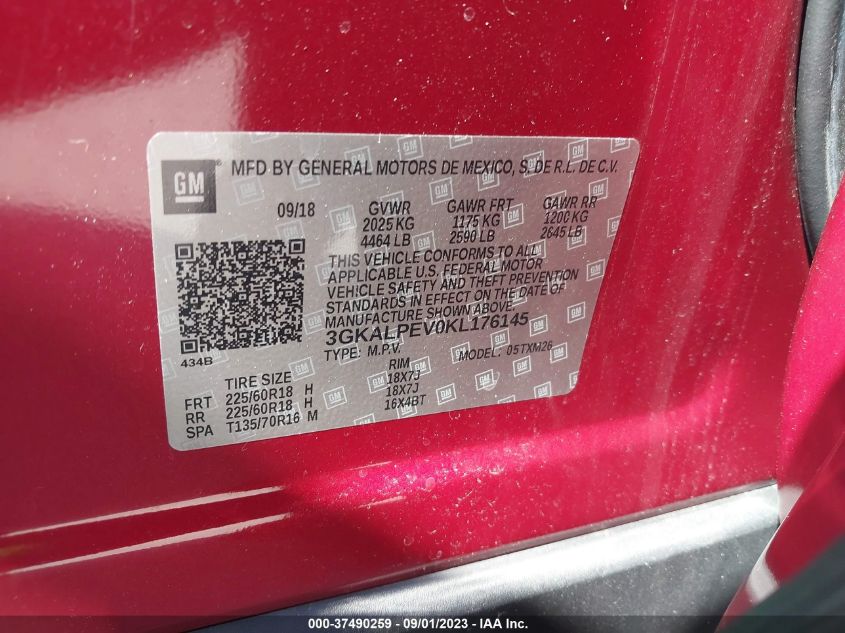 GM ® MFD BY GENERAL MOTORS DE MEXICO, S. DE R.L. DE C.V.
09/18 GVWR GAWR FRT GAWR RR
2025 KG 1175 KG 1200 KG
4464 LB 2590 LB 2645 LB
THIS VEHICLE CONFORMS TO ALL
APPLICABLE U.S. FEDERAL MOTOR
VEHICLE SAFETY AND THEFT PREVENTION
STANDARDS IN EFFECT ON THE DATE OF
MANUFACTURE SHOWN ABOVE.
3GKALPEV0KL176145
434B TYPE: M.P.V. MODEL: 05TXM26
TIRE SIZE RIM
FRT 225/60R18 H 18X7J
RR 225/60R18 H 18X7J
SPA T135/70R16 M 16X4BT
000-37490259 - 09/01/2023 - IAAI.com